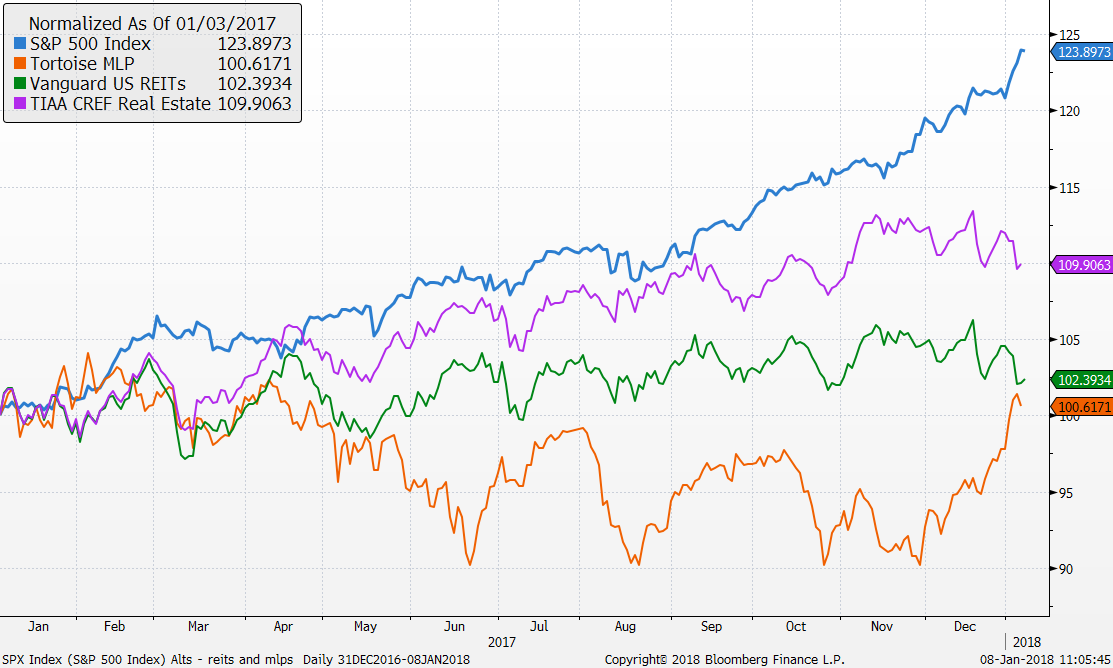 Normalized As Of 01/03/2017
S&P 500 Index 123.8973
Tortoise MLP 100.6171
Vanguard US REITs 102.3934
TIAA CREF Real Estate 109.9063
125
123.8973
120
115
109.9063
105
102.3934
100.6171
100
95
90
Jan Feb Mar Apr May Jun Jul Aug Sep Oct Nov Dec
2017 2018
SPX Index (S&P 500 Index) Alts - reits and mlps Daily 31DEC2016-08JAN2018 Copyright© 2018 Bloomberg Finance L.P. 08-Jan-2018 11:05:45